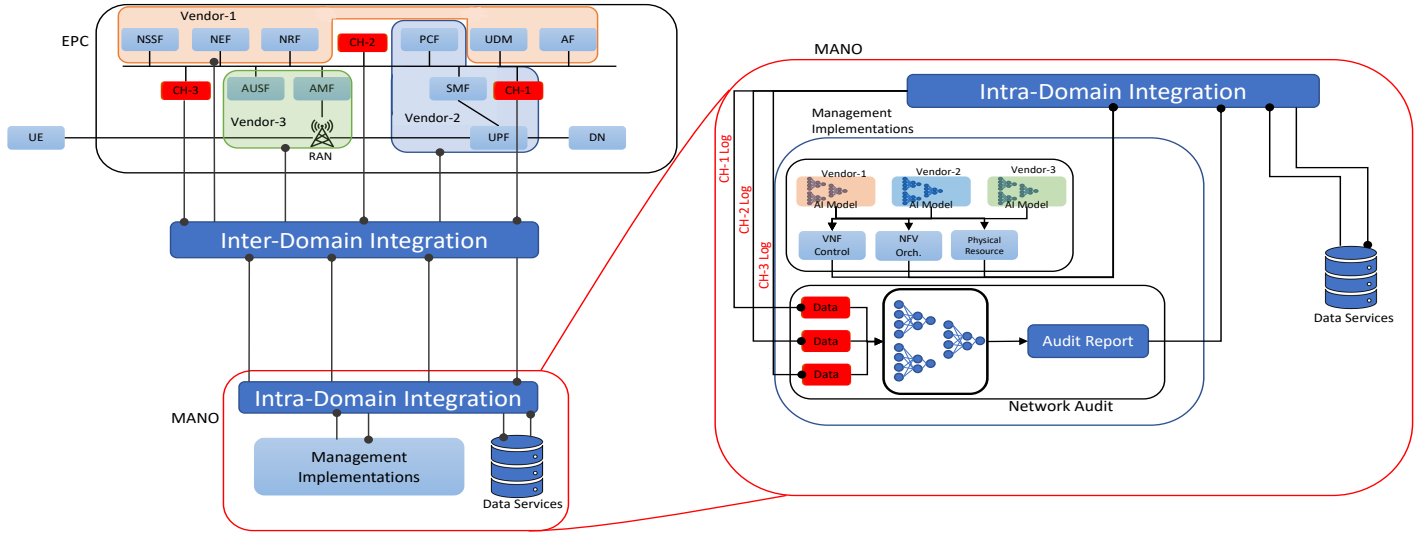 EPC
Vendor-1
NSSF
NEF
NRF
CH-2
PCF
UDM
AF
CH-3
AUSF
AMF
SMF
CH-1
Vendor-3
Vendor-2
UE
RAN
UPF
DN
Inter-Domain Integration
MANO
Intra-Domain Integration
Management
Implementations
Data Services
MANO
Intra-Domain Integration
Management
Implementations
CH-1 Log
CH-2 Log
CH-3 Log
Vendor-1
Vendor-2
Vendor-3
AI Model
AI Model
AI Model
VNF
Control
NFV
Orch.
Physical
Resource
Data
Data
Data
Audit Report
Network Audit
Data Services